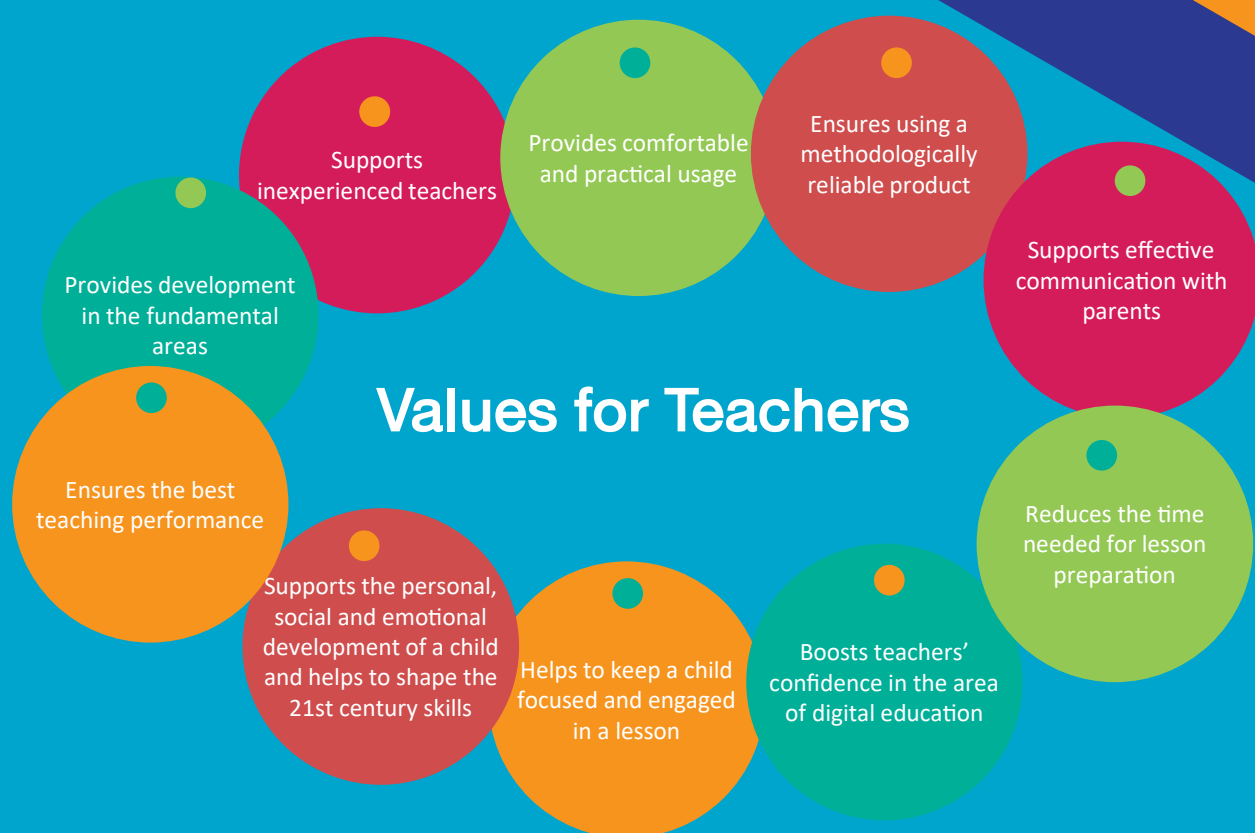 Supports
inexperienced teachers
Provides comfortable
and practical usage
Ensures using a
methodologically
reliable product
Supports effective
communication with
parents
Provides development
in the fundamental
areas
Values for Teachers
Ensures the best
teaching performance
Reduces the time
needed for lesson
preparation
Supports the personal,
social and emotional
development of a child
and helps to shape the
21st century skills
Helps to keep a child
focused and engaged
in a lesson
Boosts teachers’
confidence in the area
of digital education